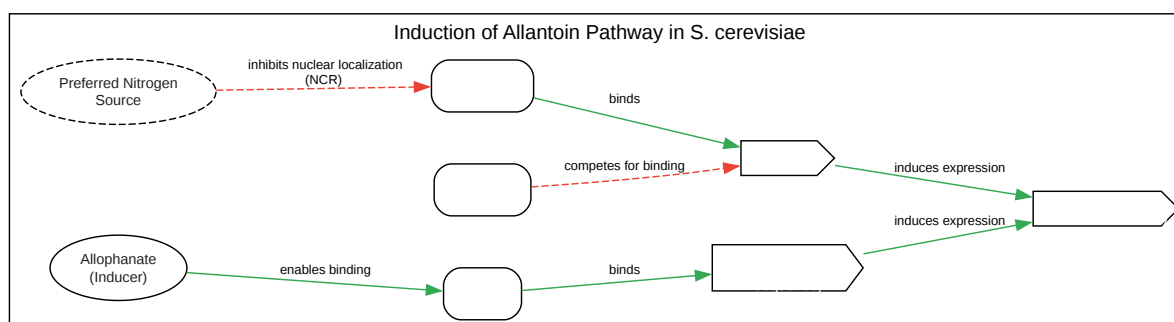 Induction of Allantoin Pathway in S. cerevisiae
Preferred Nitrogen
Source
inhibits nuclear localization
(NCR)
binds
competes for binding
induces expression
induces expression
Allophanate
(Inducer)
enables binding
binds